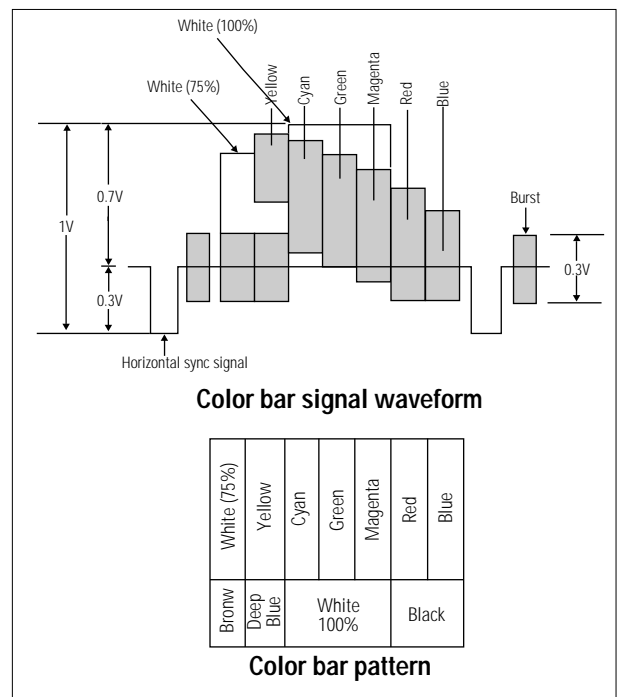 White (100%)
White (75%)
Yellow
Cyan
Green
Magenta
Red
Blue
0.7V
1V
0.3V
Burst
0.3V
Horizontal sync signal
Color bar signal waveform
White (75%)
Yellow
Cyan
Green
Magenta
Red
Blue
Bronw
Deep
Blue
White
100%
Black
Color bar pattern